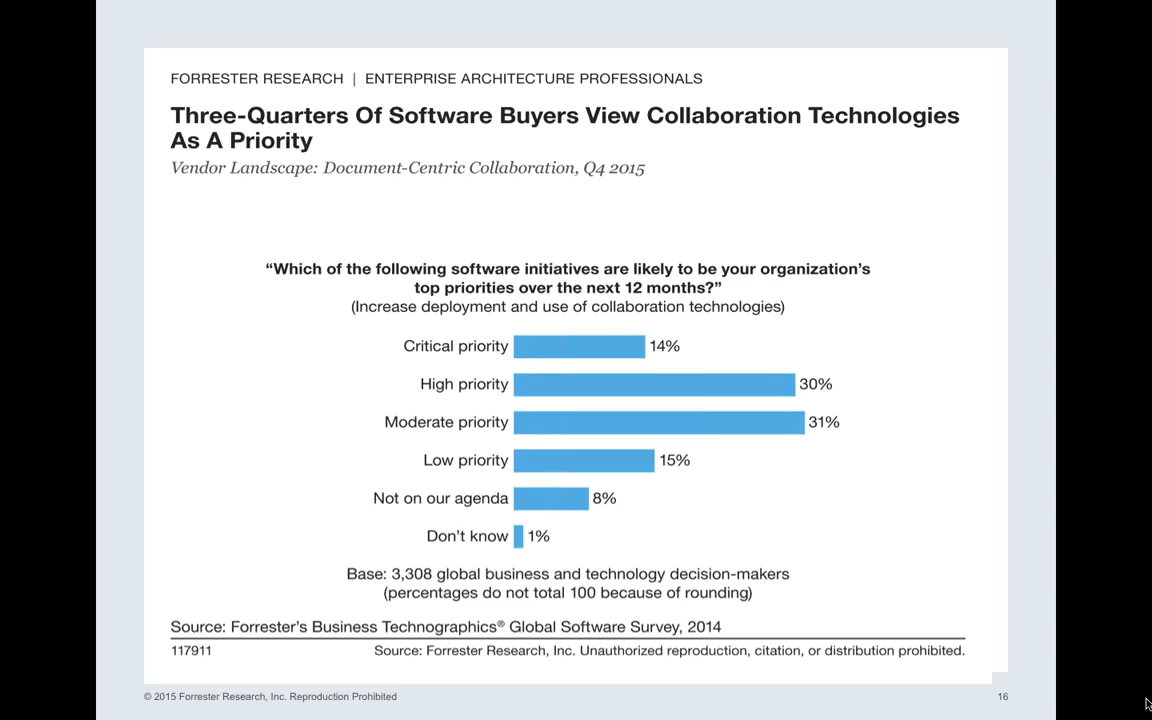 FORRESTER RESEARCH | ENTERPRISE ARCHITECTURE PROFESSIONALS
Three-Quarters Of Software Buyers View Collaboration Technologies
As A Priority
Vendor Landscape: Document-Centric Collaboration, Q4 2015
“Which of the following software initiatives are likely to be your organization’s
top priorities over the next 12 months?”
(Increase deployment and use of collaboration technologies)
Critical priority 14%
High priority 30%
Moderate priority 31%
Low priority 15%
Not on our agenda 8%
Don’t know 1%
Base: 3,308 global business and technology decision-makers
(percentages do not total 100 because of rounding)
Source: Forrester’s Business Technographics® Global Software Survey, 2014
117911 Source: Forrester Research, Inc. Unauthorized reproduction, citation, or distribution prohibited.
© 2015 Forrester Research, Inc. Reproduction Prohibited 16